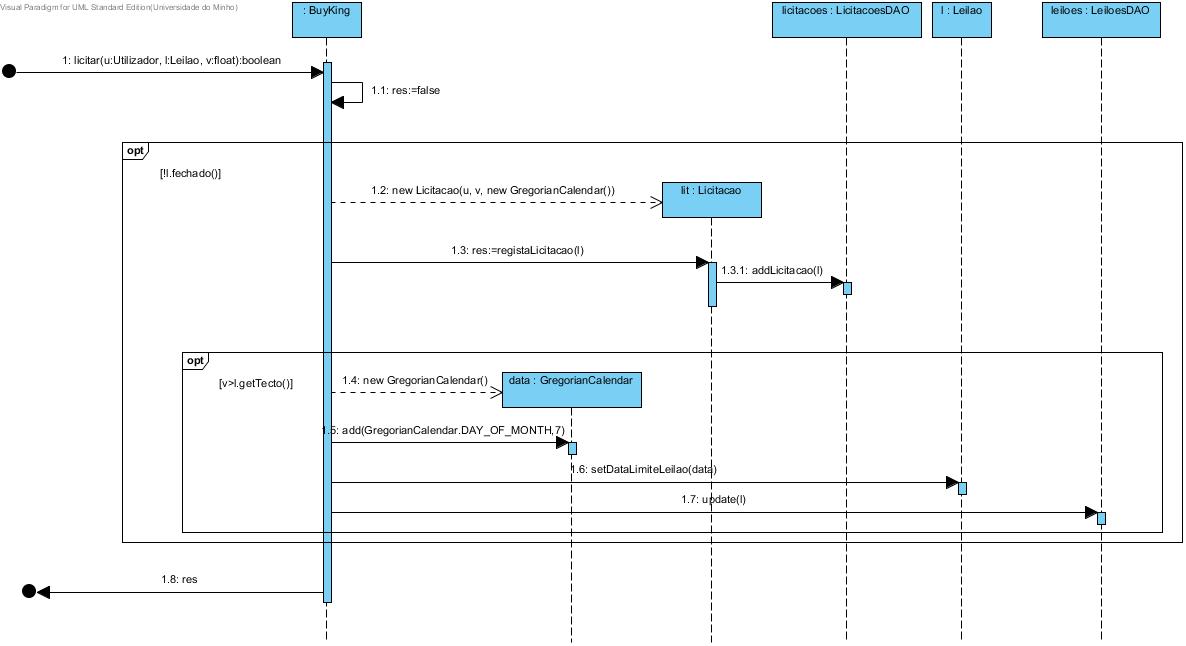 Visual Paradigm for UML Standard Edition(Universidade do Minho)
: BuyKing
licitacoes : LicitacoesDAO
l : Leilao
leiloes : LeiloesDAO
1: licitar(u:Utilizador, l:Leilao, v:float):boolean
1.1: res:=false
opt
[!l.fechado()]
1.2: new Licitacao(u, v, new GregorianCalendar())
lit : Licitacao
1.3: res:=registaLicitacao(l)
1.3.1: addLicitacao(l)
opt
[v>l.getTecto()]
1.4: new GregorianCalendar()
data : GregorianCalendar
1.5: add(GregorianCalendar.DAY_OF_MONTH,7)
1.6: setDataLimiteLeilao(data)
1.7: update(l)
1.8: res